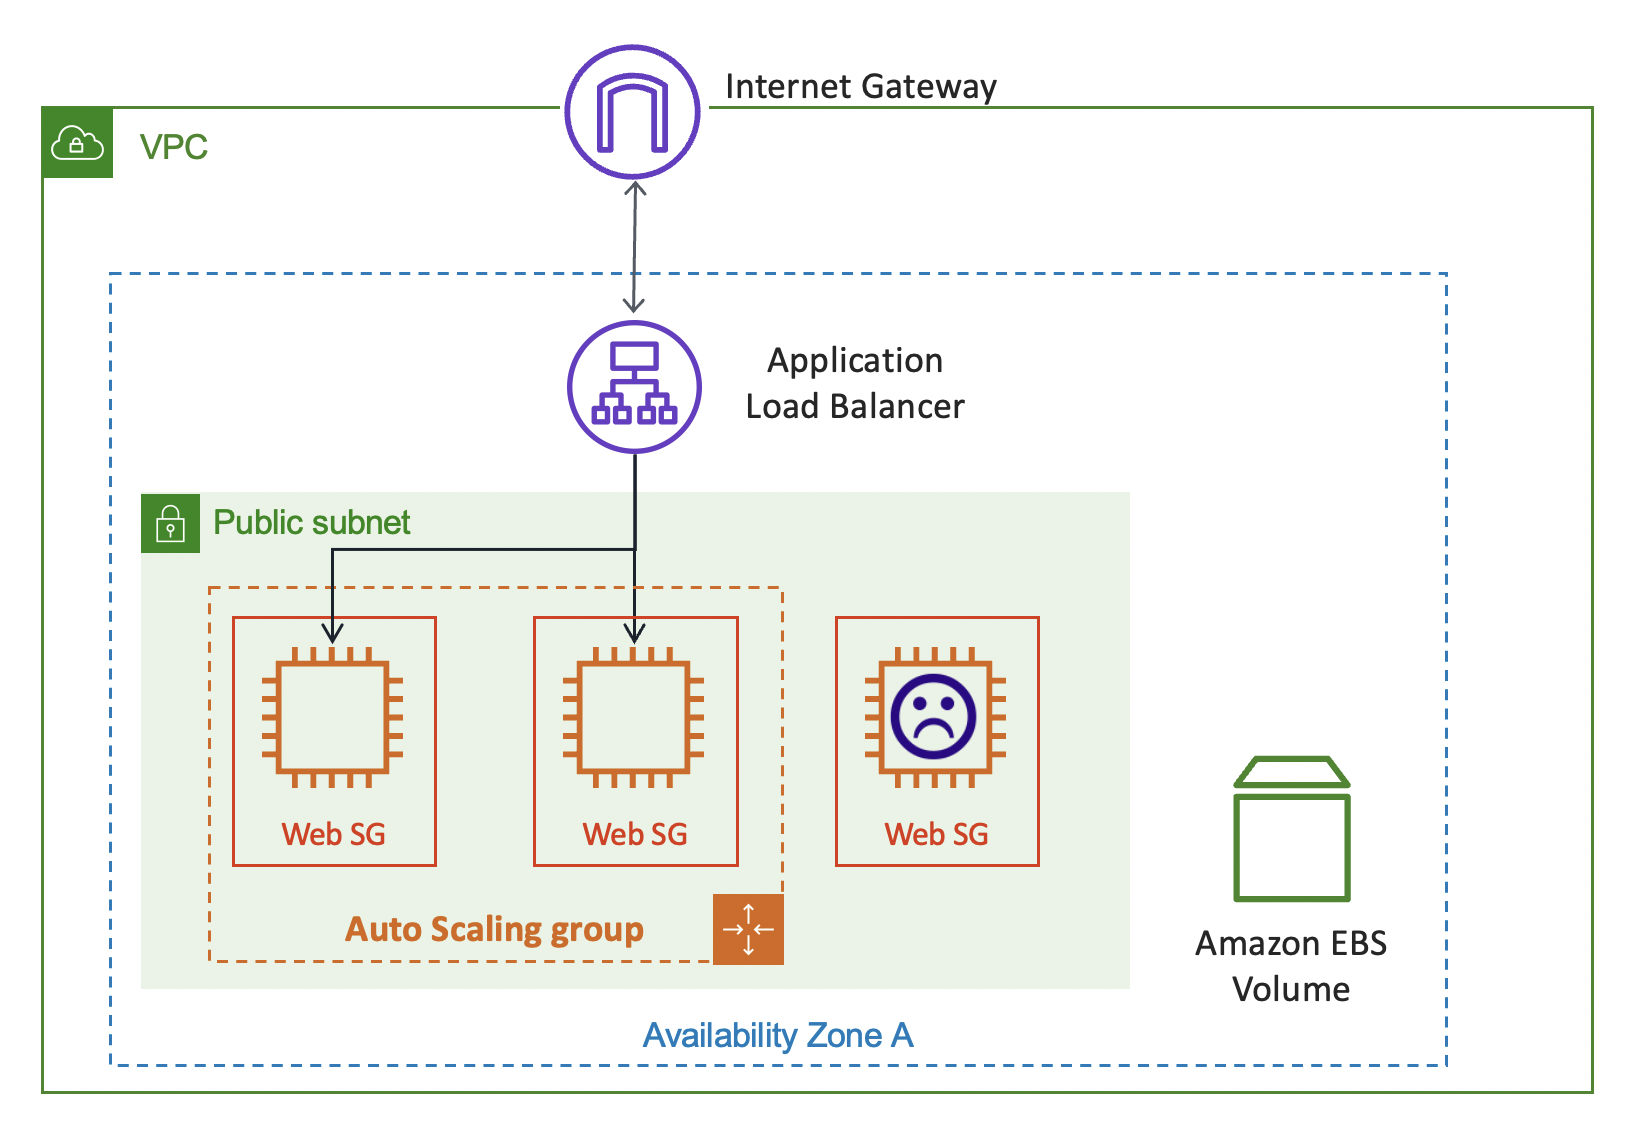 Internet Gateway
VPC
Application
Load Balancer
Public subnet
Web SG
Web SG
Web SG
Auto Scaling group
Amazon EBS
Volume
Availability Zone A